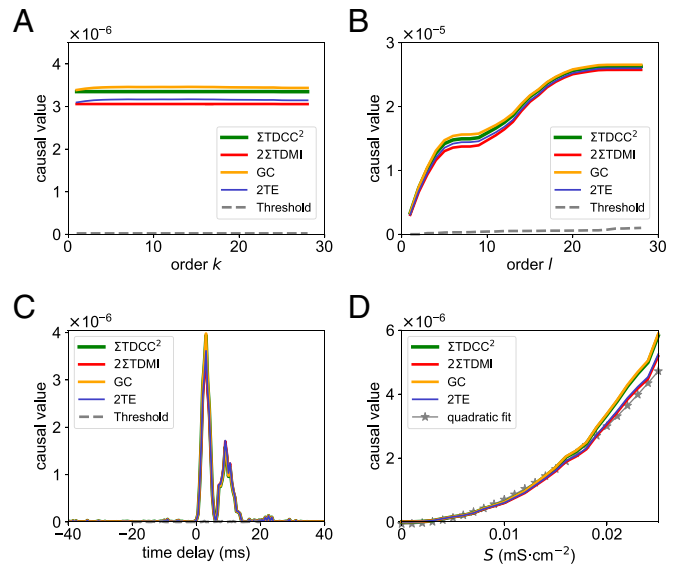 A
×10⁻⁶
4
3
2
1
0
causal value
ΣTDCC²
2ΣTDMI
GC
2TE
Threshold
0
10
20
30
order k
B
×10⁻⁵
3
2
1
0
causal value
ΣTDCC²
2ΣTDMI
GC
2TE
Threshold
0
10
20
30
order l
C
×10⁻⁶
4
3
2
1
0
causal value
ΣTDCC²
2ΣTDMI
GC
2TE
Threshold
−40
−20
0
20
40
time delay (ms)
D
×10⁻⁶
6
4
2
0
causal value
ΣTDCC²
2ΣTDMI
GC
2TE
quadratic fit
0.01
0.02
S (mS·cm⁻²)